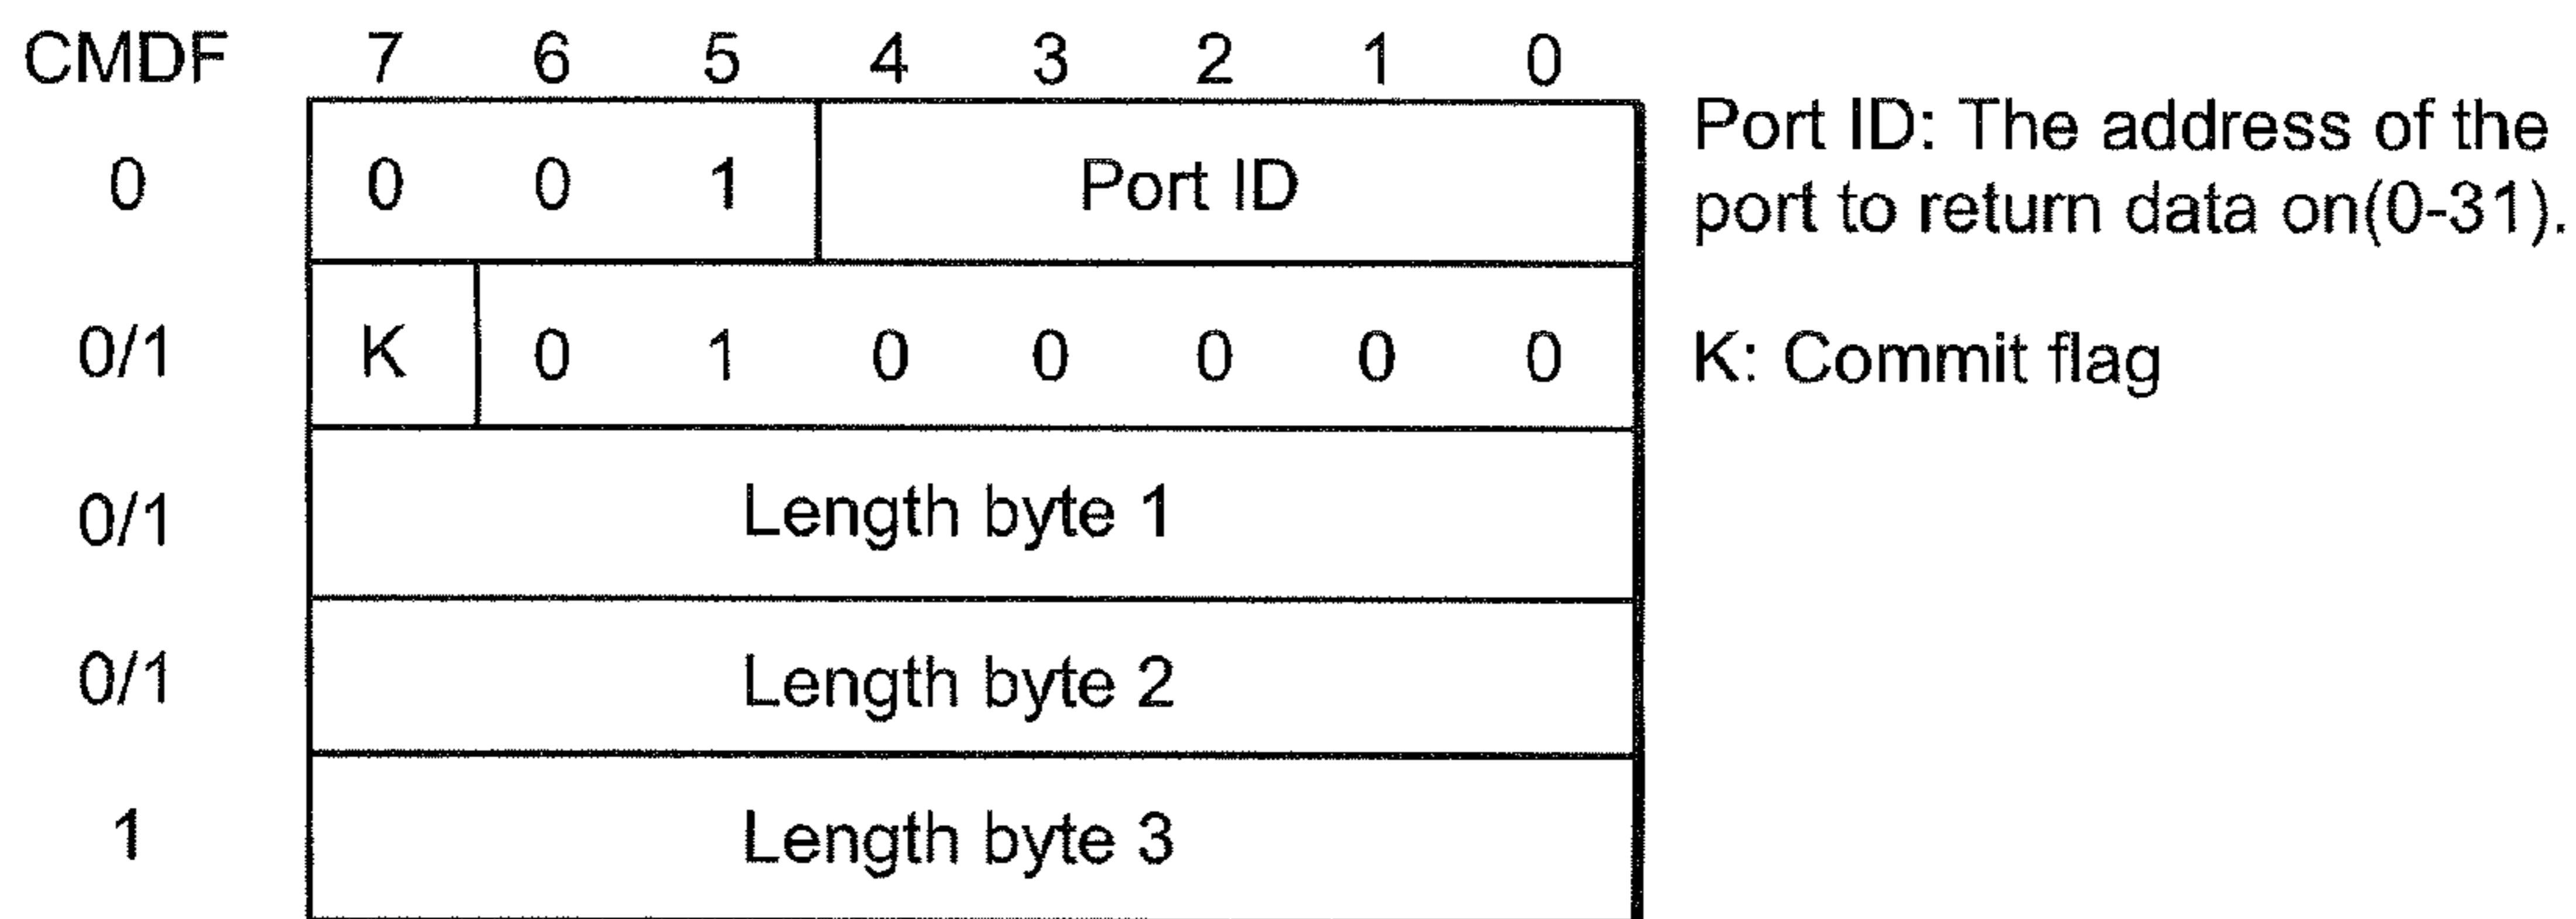 CMDF 7 6 5 4 3 2 1 0
0 0 0 1 Port ID Port ID: The address of the
port to return data on(0-31).
0/1 K 0 1 0 0 0 0 0 K: Commit flag
0/1 Length byte 1
0/1 Length byte 2
1 Length byte 3